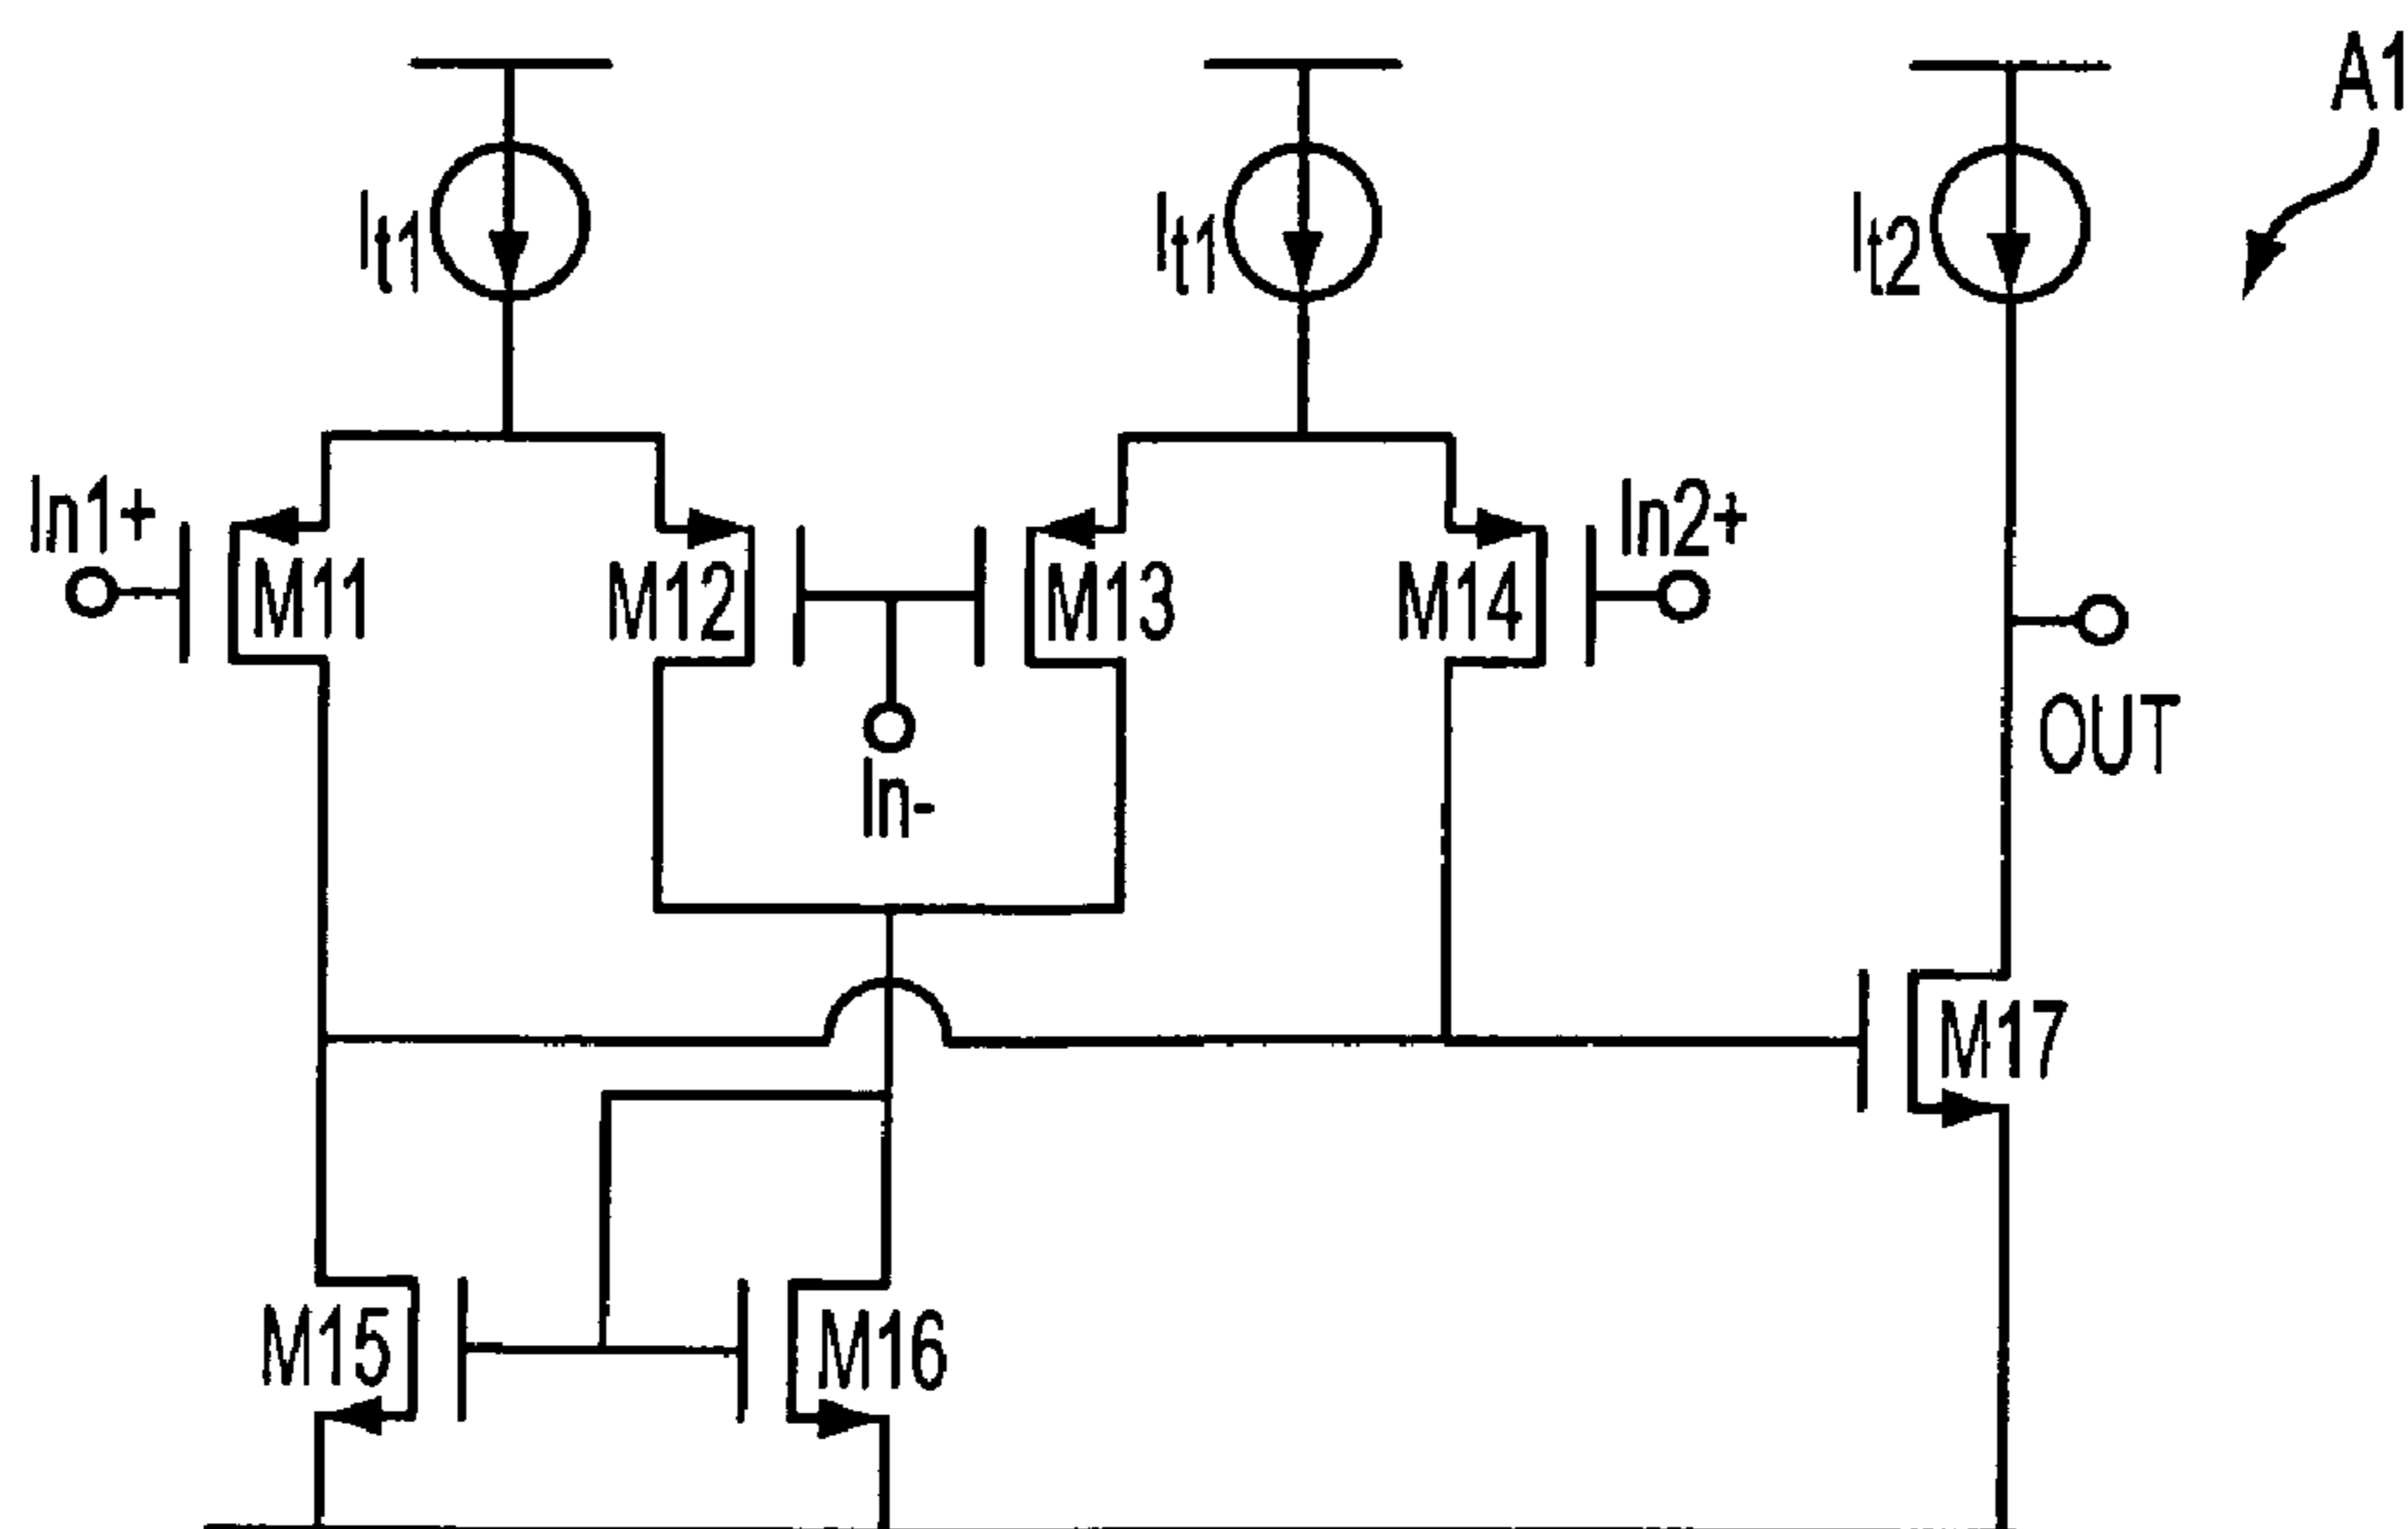 A1
It1
It1
It2
In1+
In2+
M11
M12
M13
M14
OUT
In-
M17
M15
M16